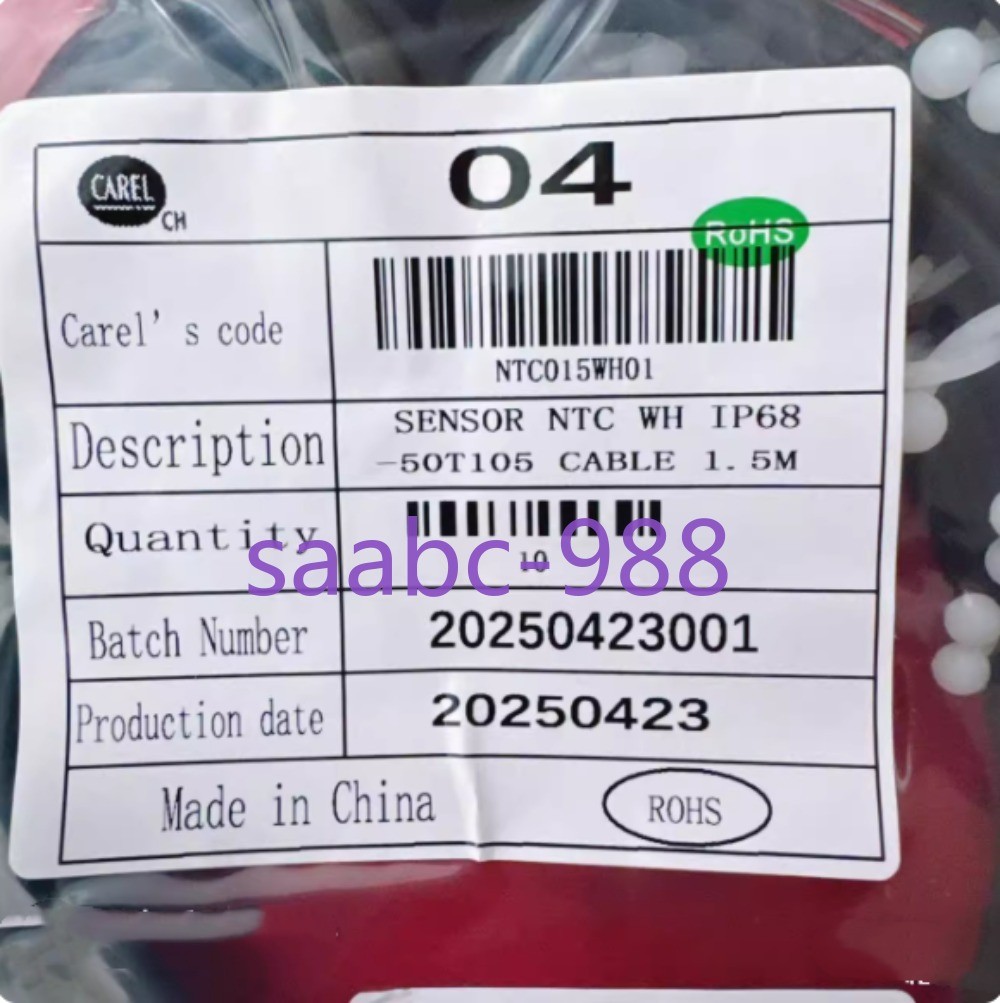 CAREL
CH
04
RoHS
Carel's code
NTC015WH01
Description
SENSOR NTC WH IP68
-50T105 CABLE 1.5M
Quantity
10
saabc-988
Batch Number
20250423001
Production date
20250423
Made in China
ROHS